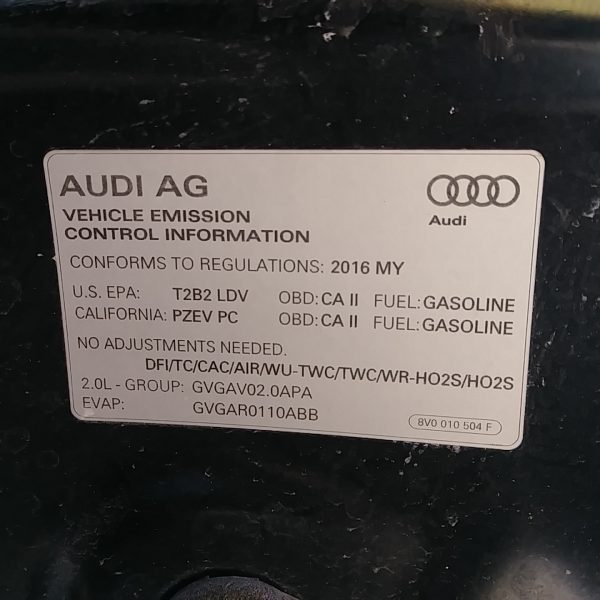 AUDI AG
Audi
VEHICLE EMISSION
CONTROL INFORMATION
CONFORMS TO REGULATIONS: 2016 MY
U.S. EPA: T2B2 LDV OBD: CA II FUEL: GASOLINE
CALIFORNIA: PZEV PC OBD: CA II FUEL: GASOLINE
NO ADJUSTMENTS NEEDED.
DFI/TC/CAC/AIR/WU-TWC/TWC/WR-HO2S/HO2S
2.0L - GROUP: GVGAV02.0APA
EVAP: GVGAR0110ABB
8V0 010 504 F